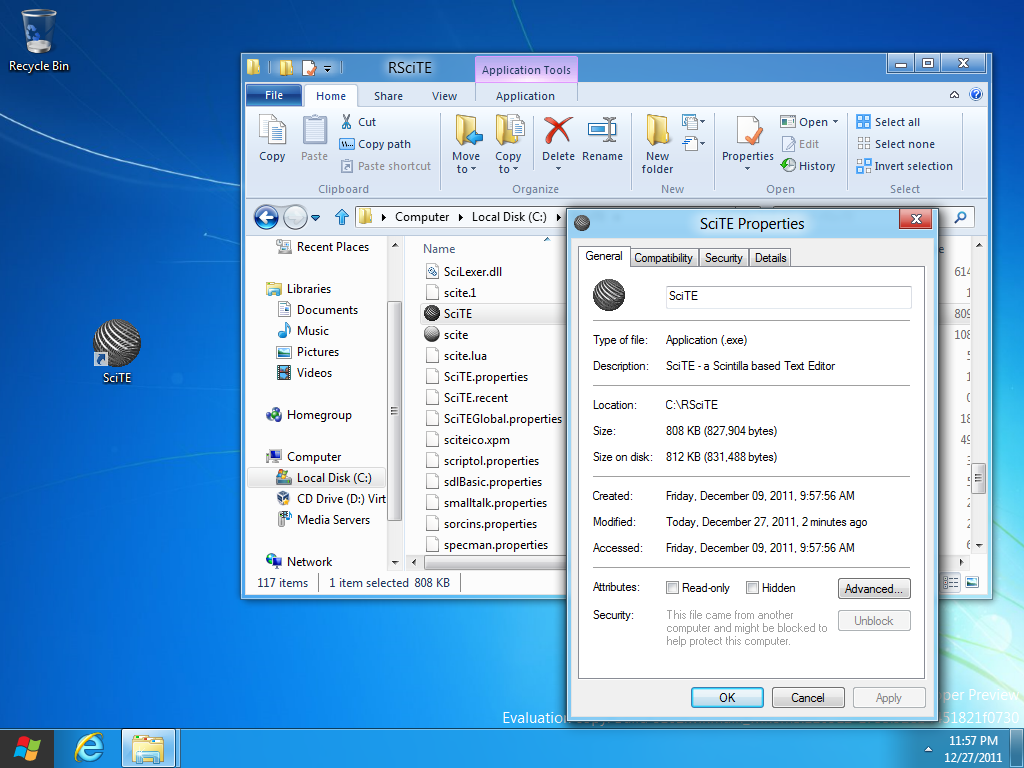 Recycle Bin
SciTE
RSciTE
Application Tools
File
Home
Share
View
Application
Copy
Paste
Cut
Copy path
Paste shortcut
Clipboard
Move to
Copy to
Delete
Rename
Organize
New folder
New
Properties
Open
Edit
History
Open
Select all
Select none
Invert selection
Select
Computer
Local Disk (C:)
Recent Places
Libraries
Documents
Music
Pictures
Videos
Homegroup
Computer
Local Disk (C:)
CD Drive (D:) Virt
Media Servers
Network
Name
SciLexer.dll
scite.1
SciTE
scite
scite.lua
SciTE.properties
SciTE.recent
SciTEGlobal.properties
sciteico.xpm
scriptol.properties
sdlBasic.properties
smalltalk.properties
sorcins.properties
specman.properties
614
1
809
108
117 items
1 item selected 808 KB
SciTE Properties
General
Compatibility
Security
Details
SciTE
Type of file: Application (.exe)
Description: SciTE - a Scintilla based Text Editor
Location: C:\RSciTE
Size: 808 KB (827,904 bytes)
Size on disk: 812 KB (831,488 bytes)
Created: Friday, December 09, 2011, 9:57:56 AM
Modified: Today, December 27, 2011, 2 minutes ago
Accessed: Friday, December 09, 2011, 9:57:56 AM
Attributes: Read-only Hidden Advanced...
Security: This file came from another
computer and might be blocked to
help protect this computer.
Unblock
OK
Cancel
Apply
Preview
Evaluation
51821f0730
11:57 PM
12/27/2011